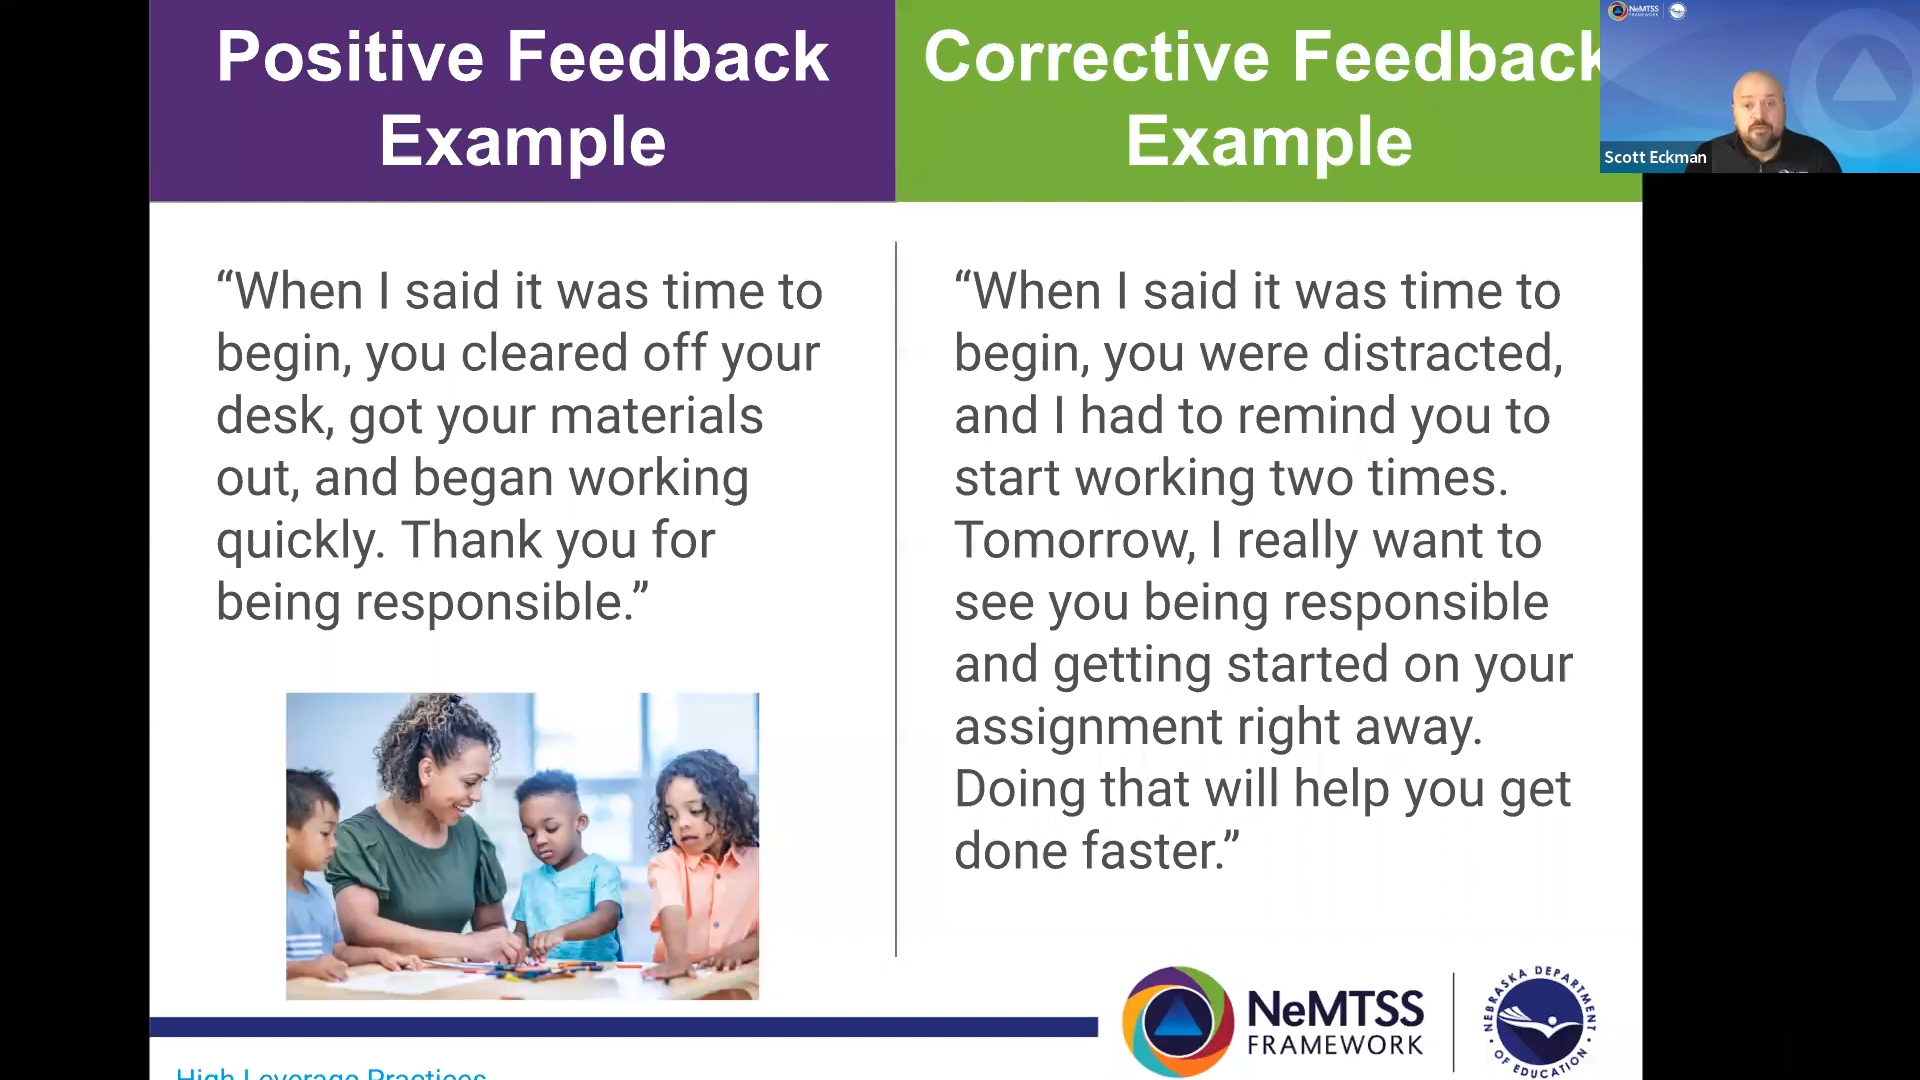 Positive Feedback
Example
Corrective Feedback
Example
“When I said it was time to
begin, you cleared off your
desk, got your materials
out, and began working
quickly. Thank you for
being responsible.”
“When I said it was time to
begin, you were distracted,
and I had to remind you to
start working two times.
Tomorrow, I really want to
see you being responsible
and getting started on your
assignment right away.
Doing that will help you get
done faster.”
NeMTSS
FRAMEWORK
NEBRASKA DEPARTMENT
OF EDUCATION
High Leverage Practices
NeMTSS
FRAMEWORK
Scott Eckman